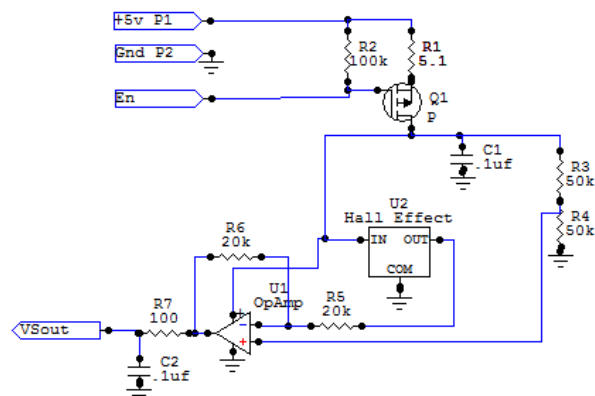 +5v P1
Gnd P2
En
R2
100k
R1
5.1
Q1
P
C1
.1uf
R3
50k
R4
50k
U2
Hall Effect
IN OUT
COM
R6
20k
U1
OpAmp
+
-
+
R5
20k
R7
100
VSout
C2
.1uf